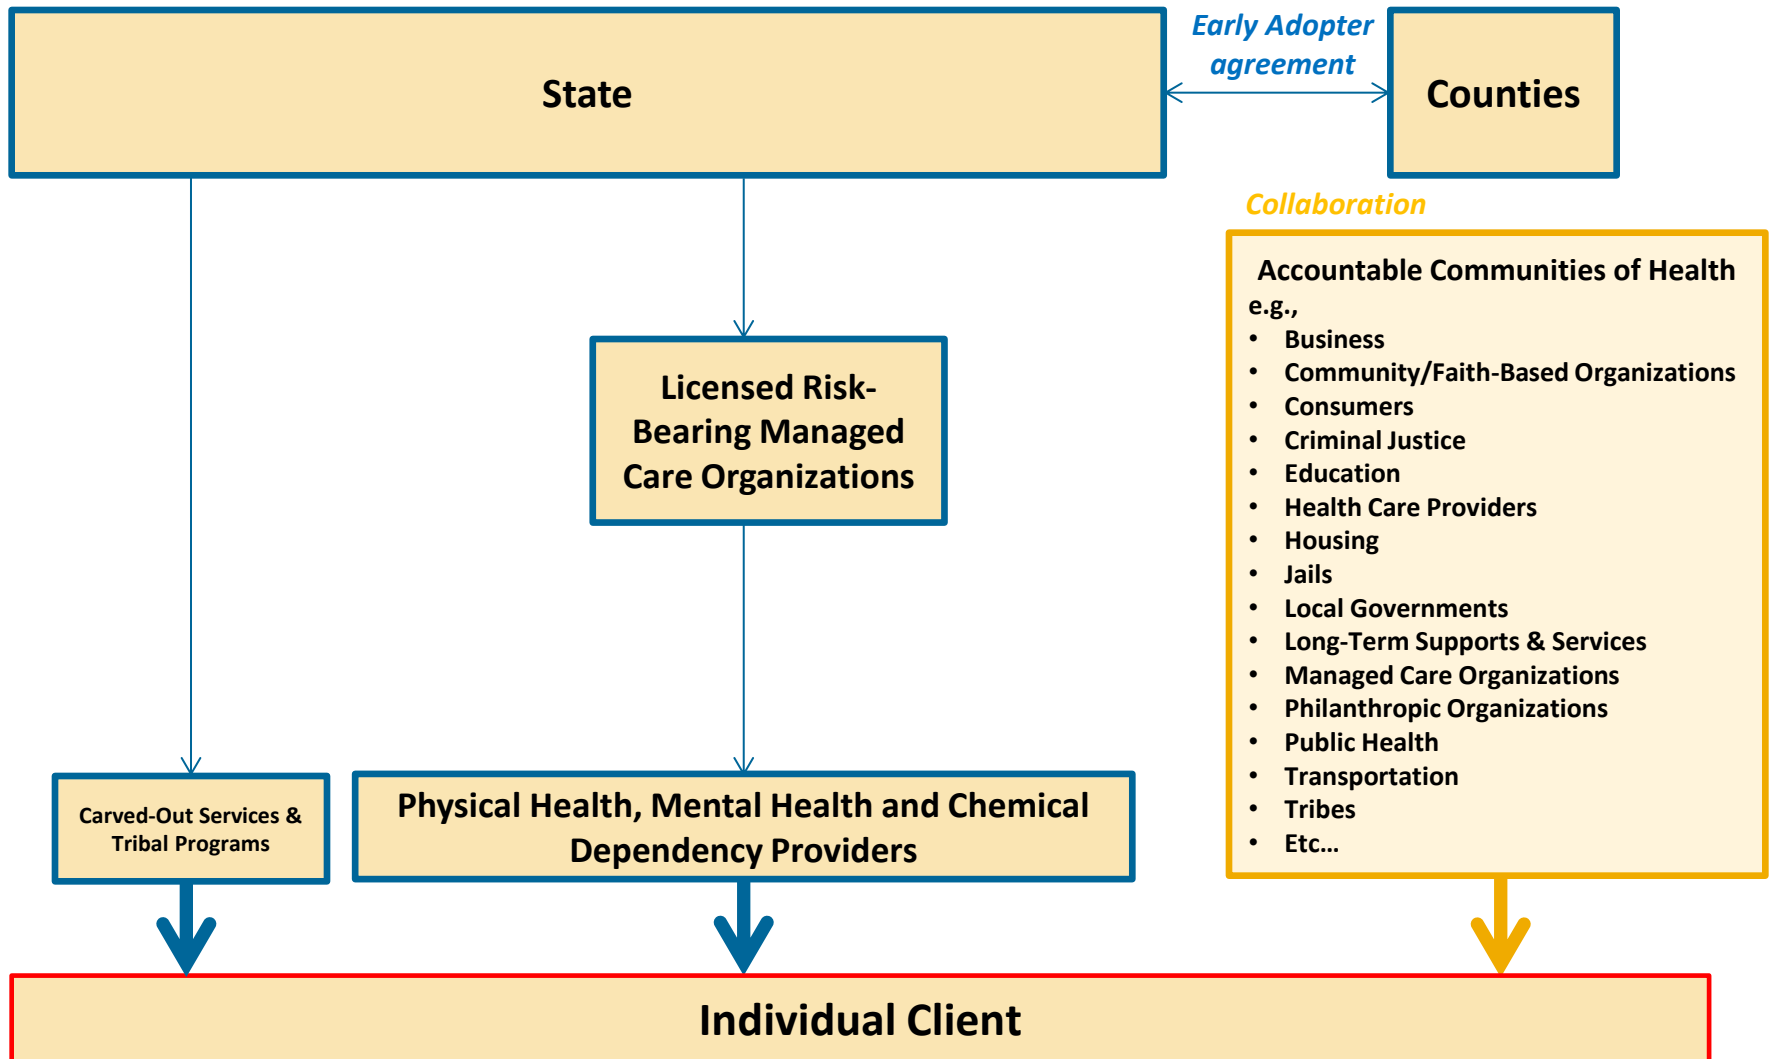 State
Early Adopter
agreement
Counties
Collaboration
Accountable Communities of Health
e.g.,
• Business
• Community/Faith-Based Organizations
• Consumers
• Criminal Justice
• Education
• Health Care Providers
• Housing
• Jails
• Local Governments
• Long-Term Supports & Services
• Managed Care Organizations
• Philanthropic Organizations
• Public Health
• Transportation
• Tribes
• Etc...
Licensed Risk-
Bearing Managed
Care Organizations
Carved-Out Services &
Tribal Programs
Physical Health, Mental Health and Chemical
Dependency Providers
Individual Client